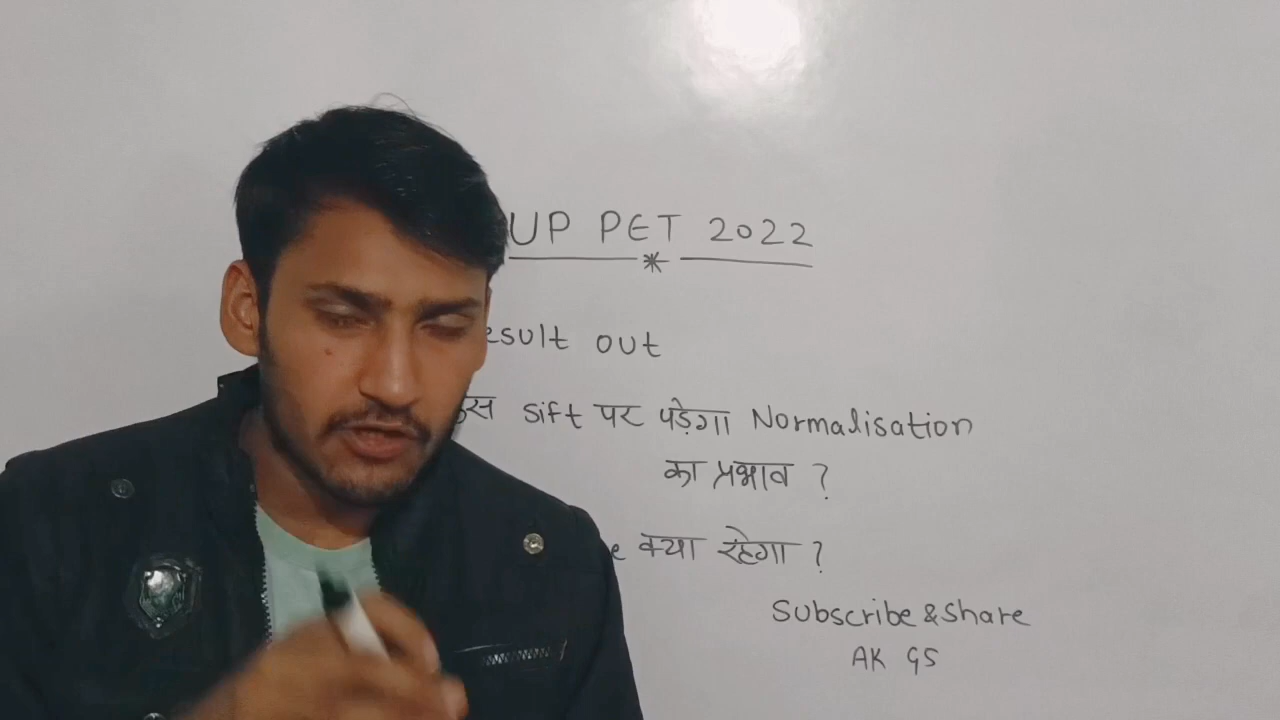 UP PET 2022
esult out
स Sift पर पड़ेगा Normalisation
का प्रभाव ?
e क्या रहेगा ?
Subscribe & Share
AK GS